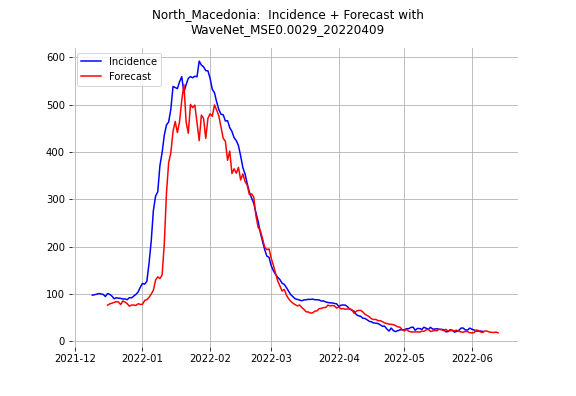 North_Macedonia:  Incidence + Forecast with
WaveNet_MSE0.0029_20220409
Incidence
Forecast
600
500
400
300
200
100
0
2021-12 2022-01 2022-02 2022-03 2022-04 2022-05 2022-06